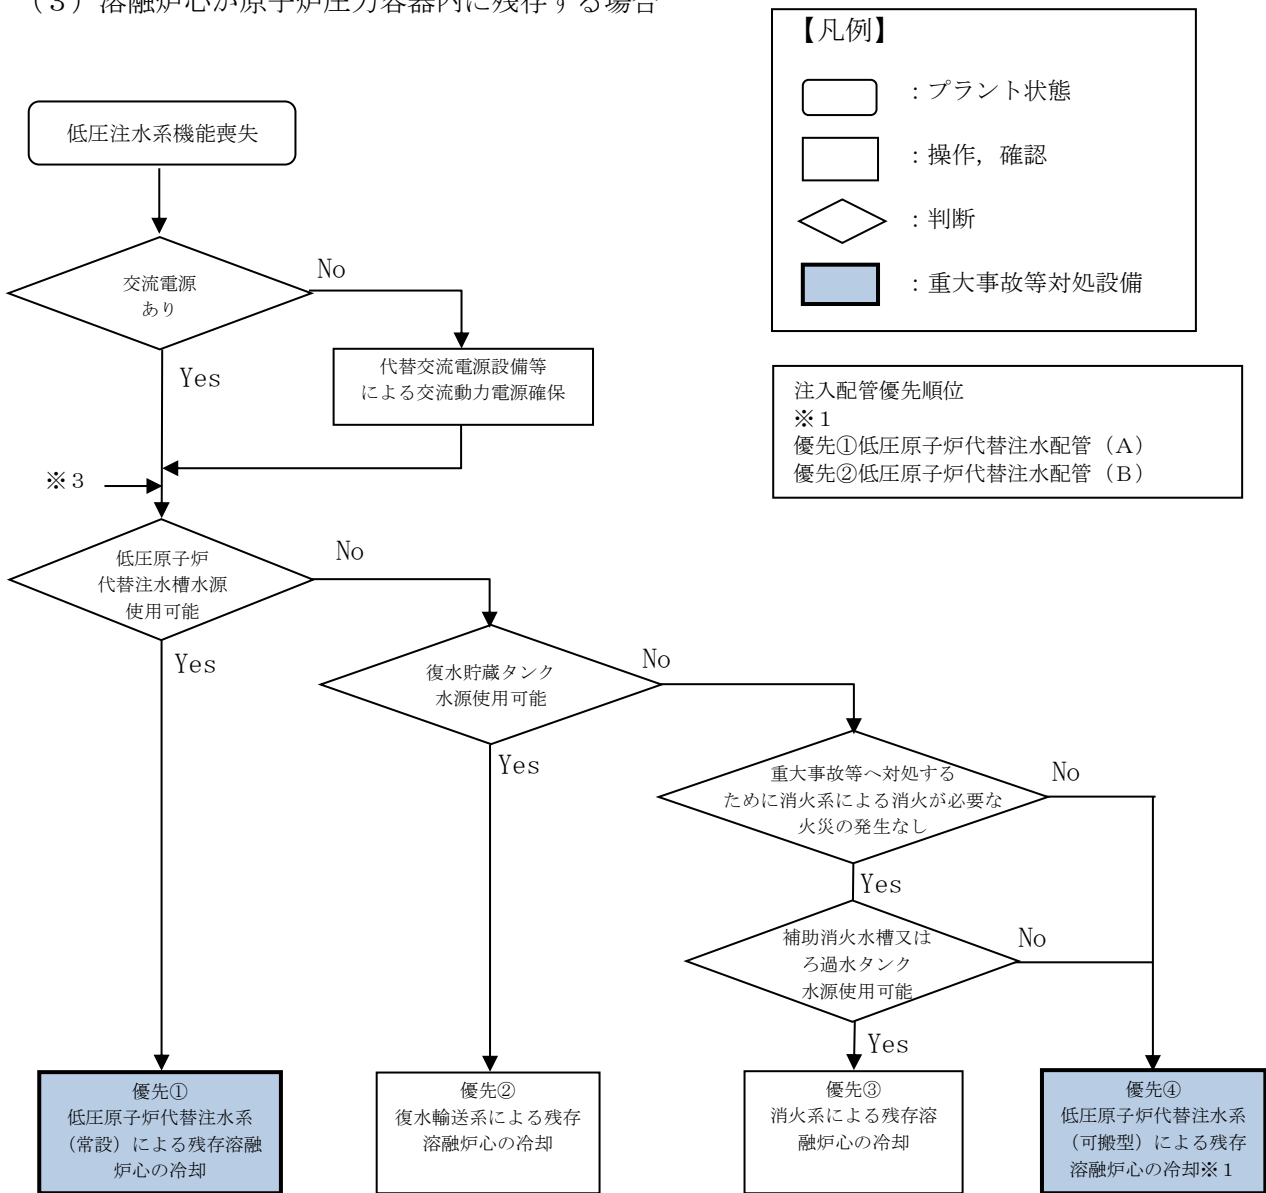 （３）溶融炉心が原子炉圧力容器内に残存する場合
【凡例】
：プラント状態
：操作，確認
：判断
：重大事故等対処設備
低圧注水系機能喪失
交流電源
あり
No
Yes
代替交流電源設備等
による交流動力電源確保
注入配管優先順位
※１
優先①低圧原子炉代替注水配管（Ａ）
優先②低圧原子炉代替注水配管（Ｂ）
※３
低圧原子炉
代替注水槽水源
使用可能
No
Yes
復水貯蔵タンク
水源使用可能
No
Yes
重大事故等へ対処する
ために消火系による消火が必要な
火災の発生なし
No
Yes
補助消火水槽又は
ろ過水タンク
水源使用可能
No
Yes
優先①
低圧原子炉代替注水系
（常設）による残存溶融
炉心の冷却
優先②
復水輸送系による残存
溶融炉心の冷却
優先③
消火系による残存溶
融炉心の冷却
優先④
低圧原子炉代替注水系
（可搬型）による残存
溶融炉心の冷却※１